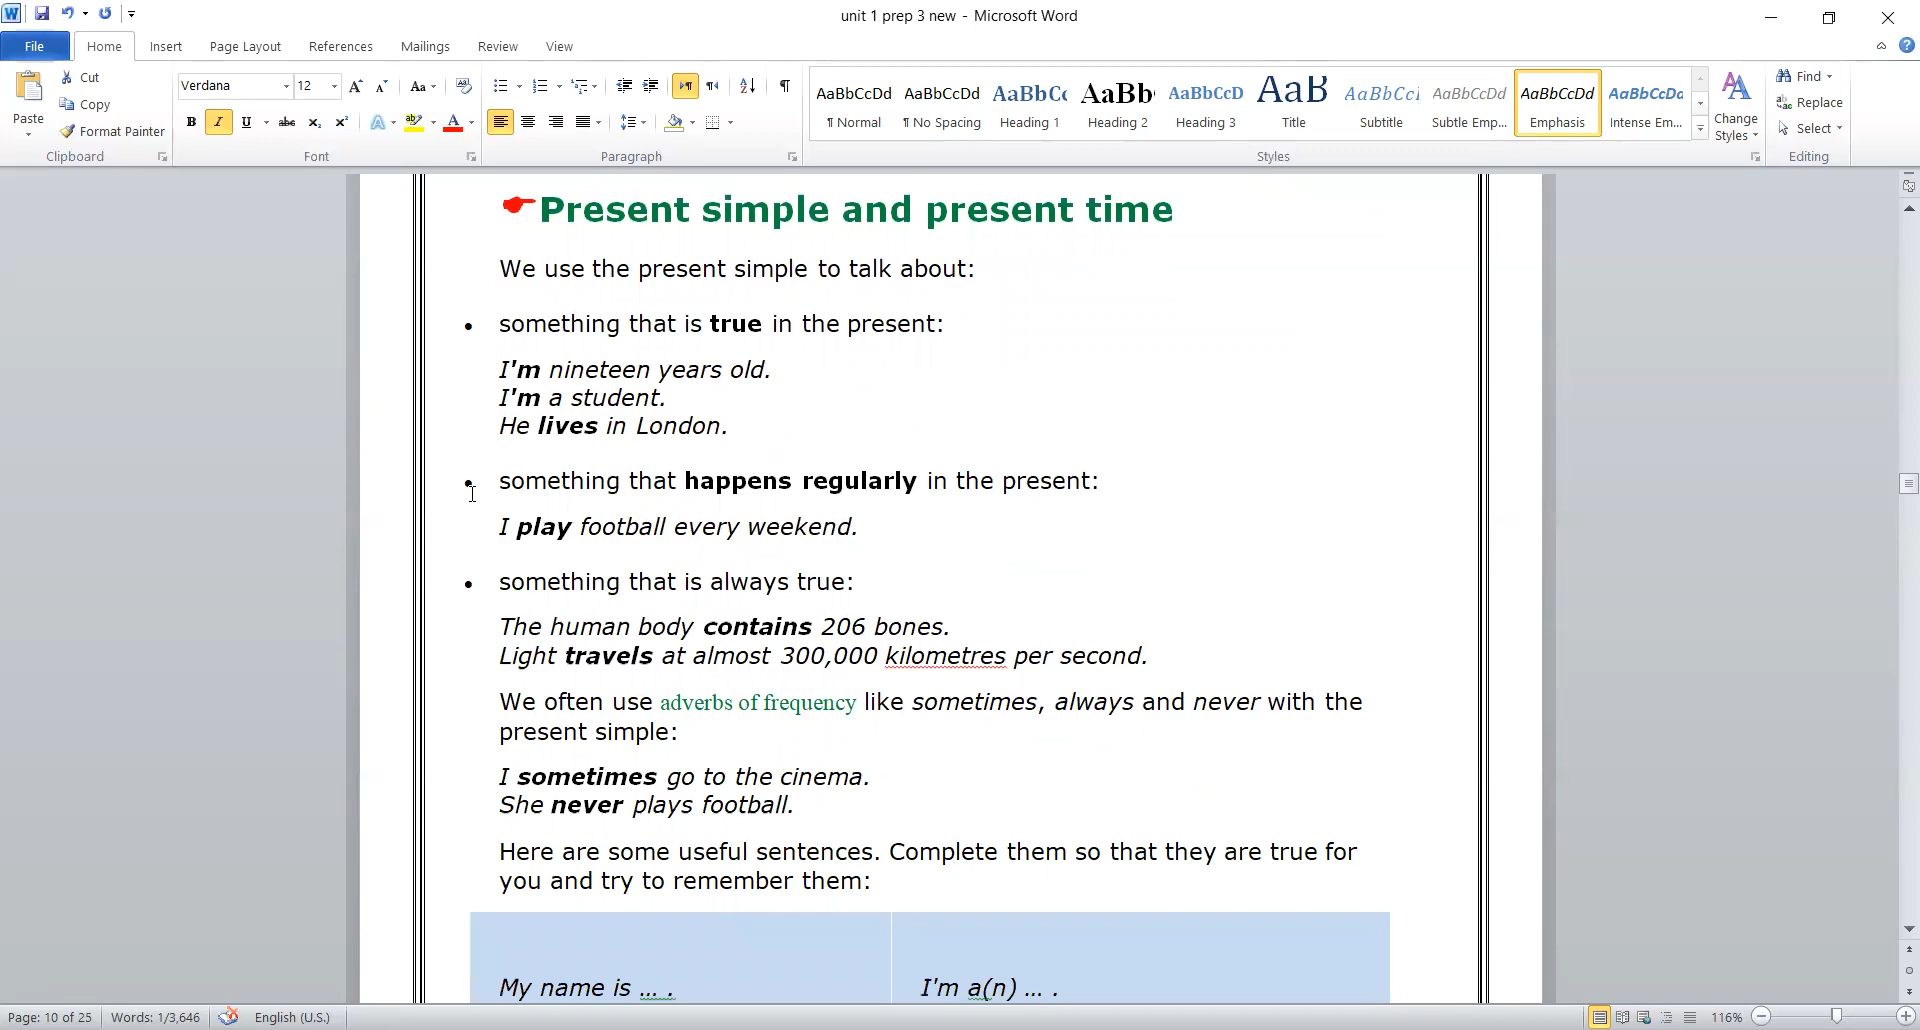 unit 1 prep 3 new - Microsoft Word
File Home Insert Page Layout References Mailings Review View
Paste
Cut
Copy
Format Painter
Clipboard
Verdana 12
Font
Paragraph
AaBbCcDd AaBbCcDd AaBbCc AaBb AaBbCcD AaB AaBbCcI AaBbCcDd AaBbCcDd AaBbCcDd
¶ Normal ¶ No Spacing Heading 1 Heading 2 Heading 3 Title Subtitle Subtle Emp... Emphasis Intense Em...
Styles
Change Styles
Find
Replace
Select
Editing
Present simple and present time
We use the present simple to talk about:
• something that is true in the present:
I'm nineteen years old.
I'm a student.
He lives in London.
• something that happens regularly in the present:
I play football every weekend.
• something that is always true:
The human body contains 206 bones.
Light travels at almost 300,000 kilometres per second.
We often use adverbs of frequency like sometimes, always and never with the
present simple:
I sometimes go to the cinema.
She never plays football.
Here are some useful sentences. Complete them so that they are true for
you and try to remember them:
My name is ... . I'm a(n) ... .
Page: 10 of 25 Words: 1/3,646 English (U.S.) 116%